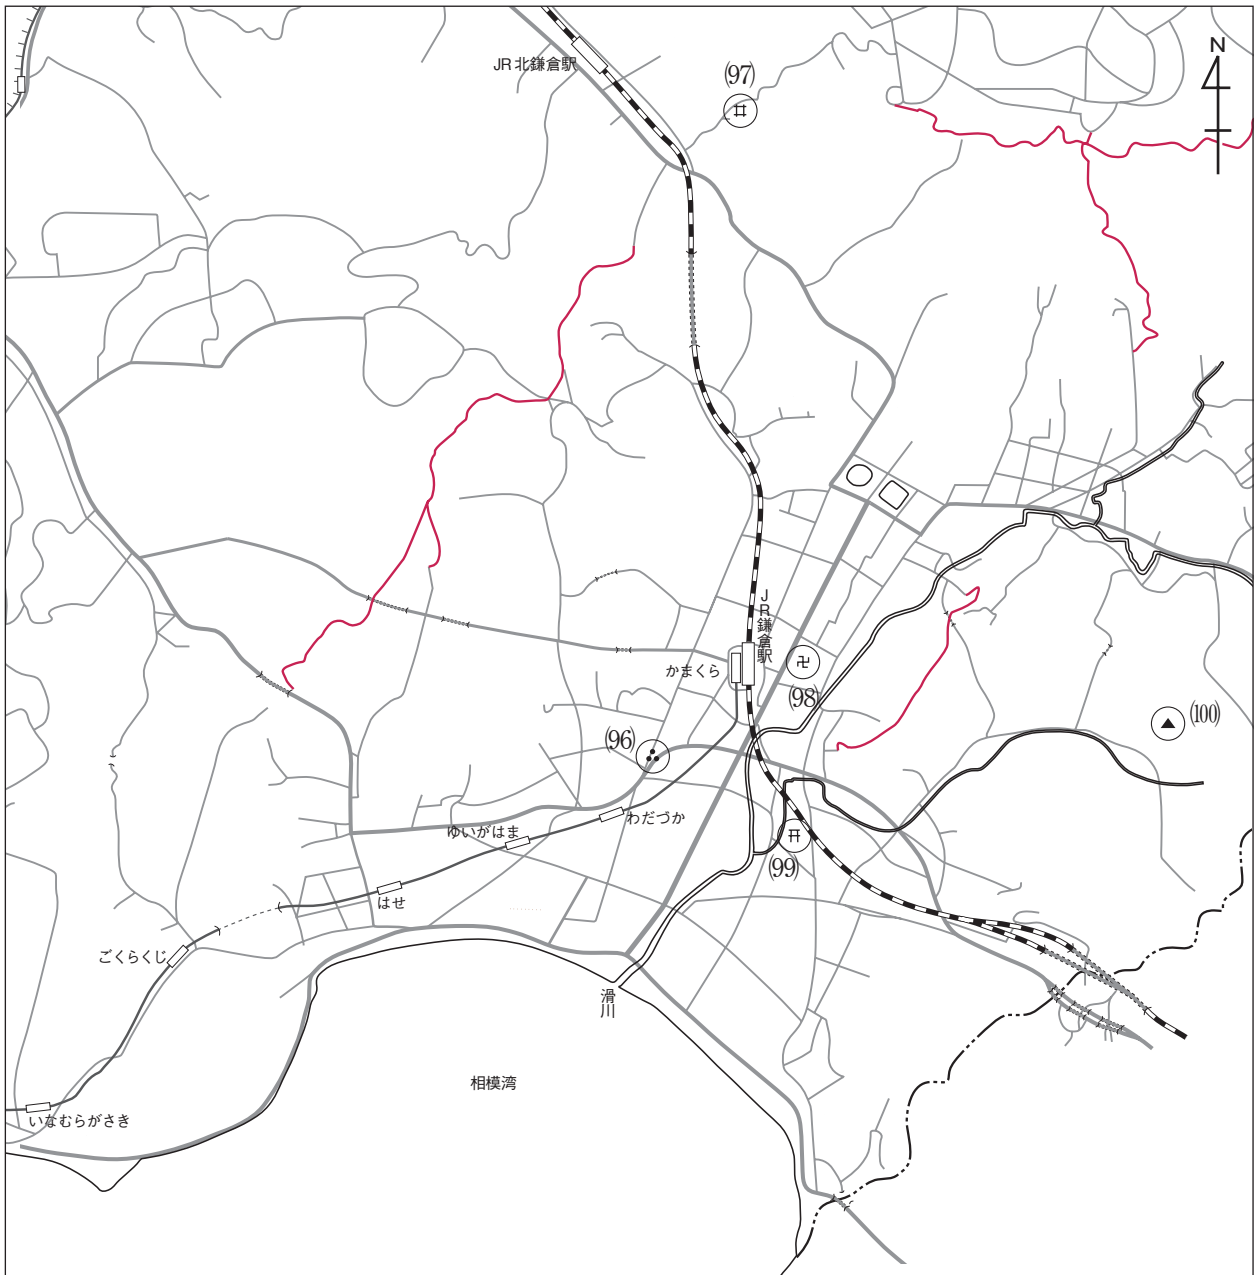 N
JR北鎌倉駅
(97)
JR鎌倉駅
かまくら
(98)
(100)
(96)
わだづか
ゆいがはま
(99)
はせ
ごくらくじ
滑川
相模湾
いなむらがさき